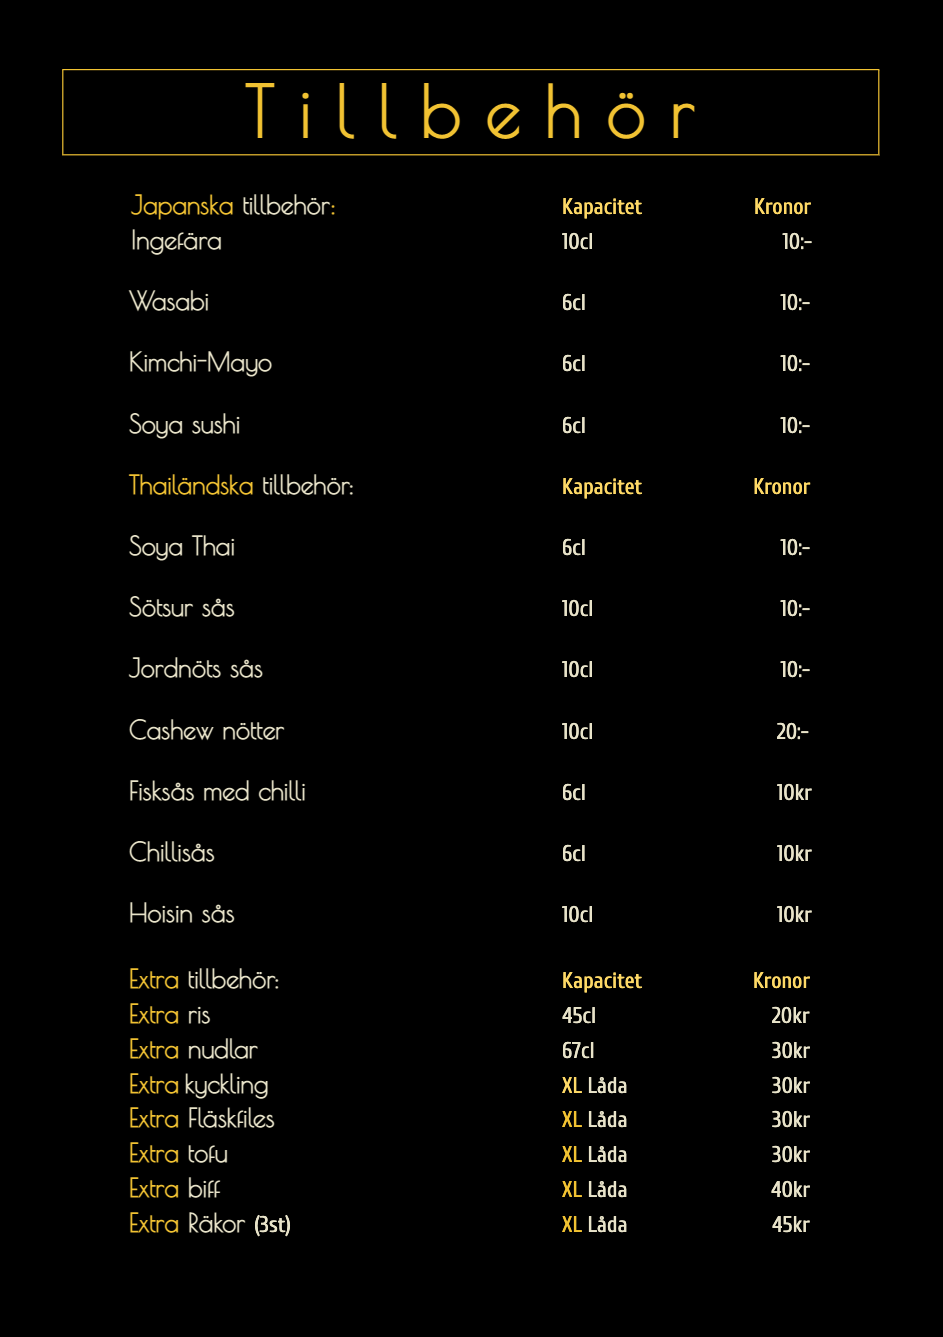 Tillbehör
Japanska tillbehör: Kapacitet Kronor
Ingefära 10cl 10:-
Wasabi 6cl 10:-
Kimchi-Mayo 6cl 10:-
Soya sushi 6cl 10:-
Thailändska tillbehör: Kapacitet Kronor
Soya Thai 6cl 10:-
Sötsur sås 10cl 10:-
Jordnöts sås 10cl 10:-
Cashew nötter 10cl 20:-
Fisksås med chilli 6cl 10kr
Chillisås 6cl 10kr
Hoisin sås 10cl 10kr
Extra tillbehör: Kapacitet Kronor
Extra ris 45cl 20kr
Extra nudlar 67cl 30kr
Extra kyckling XL Låda 30kr
Extra Fläskfiles XL Låda 30kr
Extra tofu XL Låda 30kr
Extra biff XL Låda 40kr
Extra Räkor (3st) XL Låda 45kr